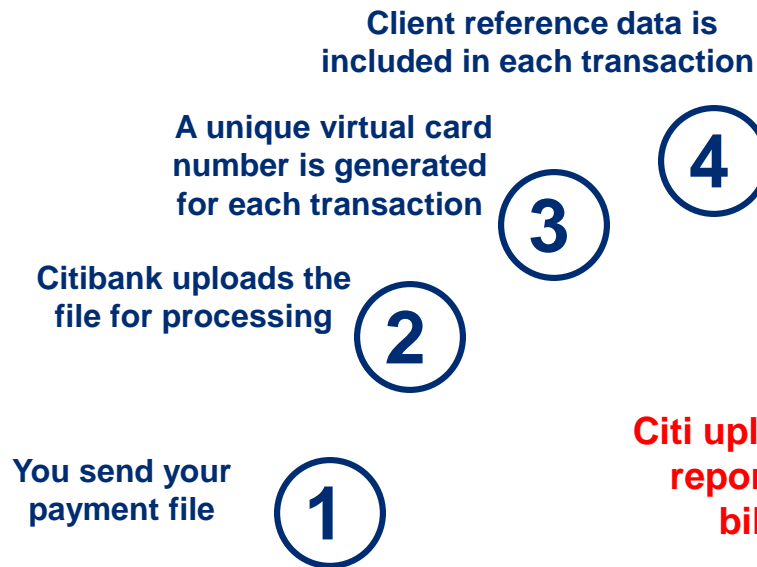 Client reference data is
included in each transaction
4
A unique virtual card
number is generated
for each transaction
3
Citibank uploads the
file for processing
2
Citi
You send your
payment file
1